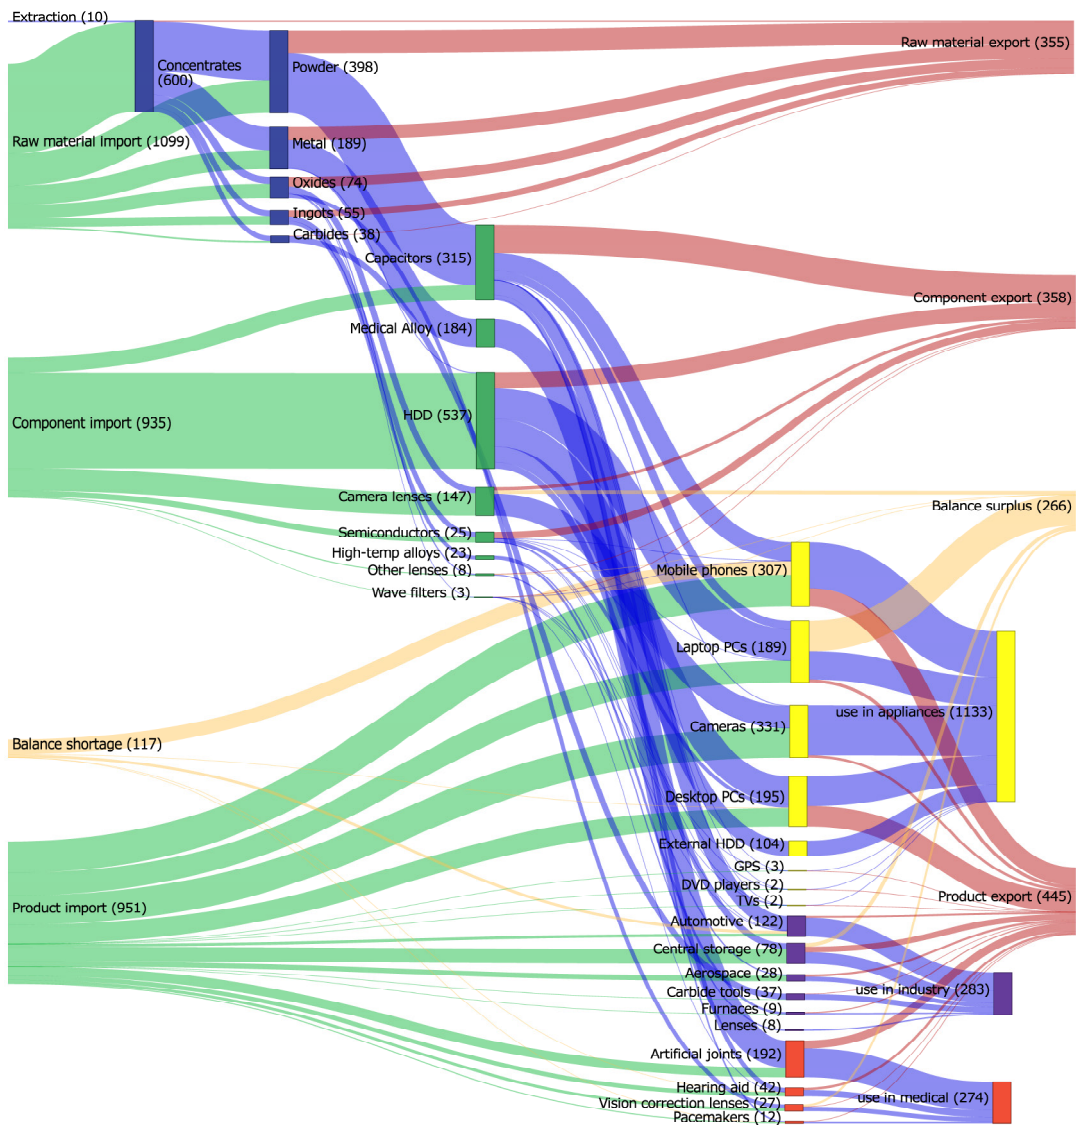 Extraction (10)
Raw material export (355)
Concentrates
(600)
Powder (398)
Raw material import (1099)
Metal (189)
Oxides (74)
Ingots (55)
Carbides (38)
Capacitors (315)
Component export (358)
Medical Alloy (184)
HDD (537)
Component import (935)
Camera lenses (147)
Balance surplus (266)
Semiconductors (25)
High-temp alloys (23)
Other lenses (8)
Mobile phones (307)
Wave filters (3)
Laptop PCs (189)
use in appliances (1133)
Cameras (331)
Balance shortage (117)
Desktop PCs (195)
External HDD (104)
GPS (3)
DVD players (2)
Product export (445)
TVs (2)
Product import (951)
Automotive (122)
Central storage (78)
Aerospace (28)
use in industry (283)
Carbide tools (37)
Furnaces (9)
Lenses (8)
Artificial joints (192)
Hearing aid (42)
use in medical (274)
Vision correction lenses (27)
Pacemakers (12)